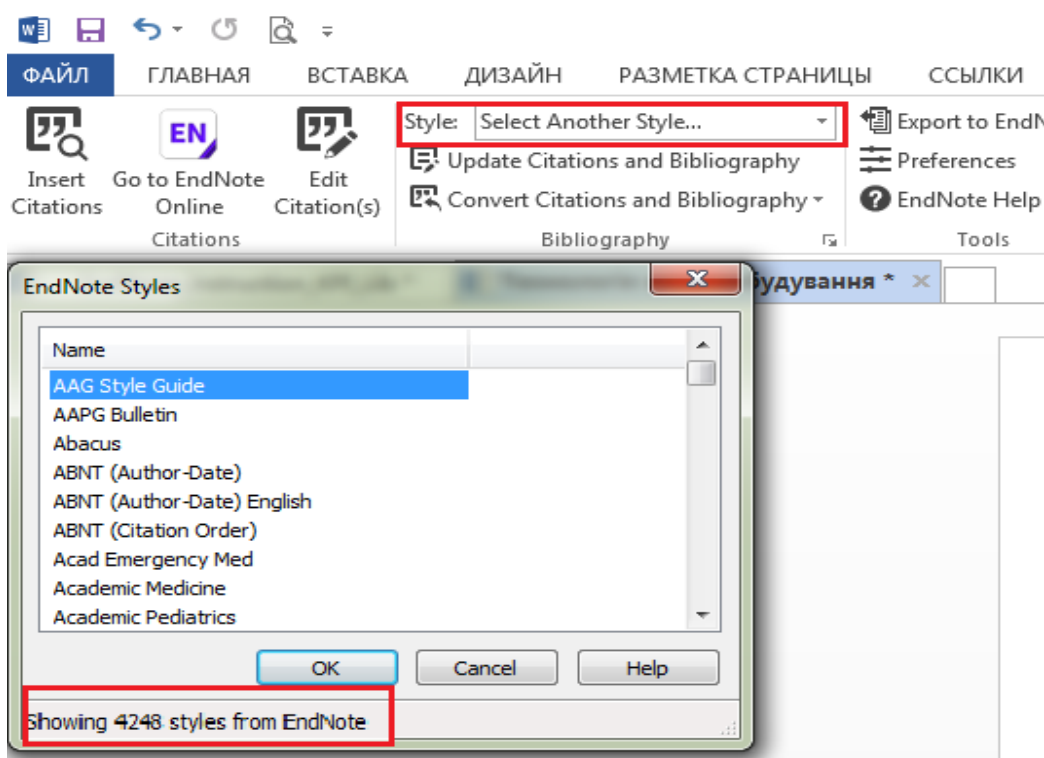 ФАЙЛ ГЛАВНАЯ ВСТАВКА ДИЗАЙН РАЗМЕТКА СТРАНИЦЫ ССЫЛКИ
Insert Citations
EN
Go to EndNote Online
Edit Citation(s)
Citations
Style: Select Another Style...
Update Citations and Bibliography
Convert Citations and Bibliography
Bibliography
Export to EndN
Preferences
EndNote Help
Tools
будування *
EndNote Styles
Name
AAG Style Guide
AAPG Bulletin
Abacus
ABNT (Author-Date)
ABNT (Author-Date) English
ABNT (Citation Order)
Acad Emergency Med
Academic Medicine
Academic Pediatrics
OK Cancel Help
Showing 4248 styles from EndNote